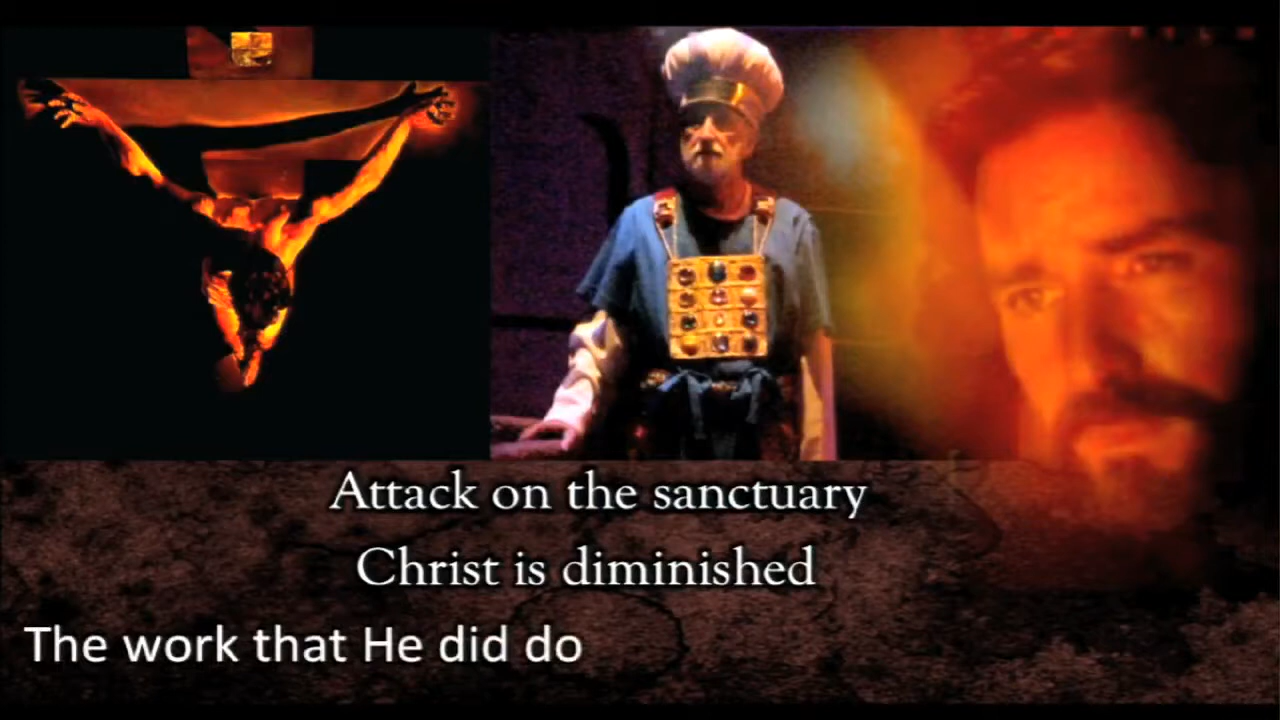 Attack on the sanctuary
Christ is diminished
The work that He did do